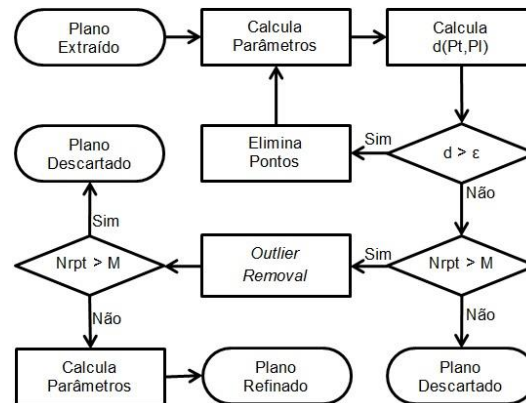 Plano
Extraído
Calcula
Parâmetros
Calcula
d(Pt,Pl)
Elimina
Pontos
Sim
d > ε
Não
Plano
Descartado
Sim
Nrpt > M
Outlier
Removal
Sim
Nrpt > M
Não
Não
Calcula
Parâmetros
Plano
Refinado
Plano
Descartado